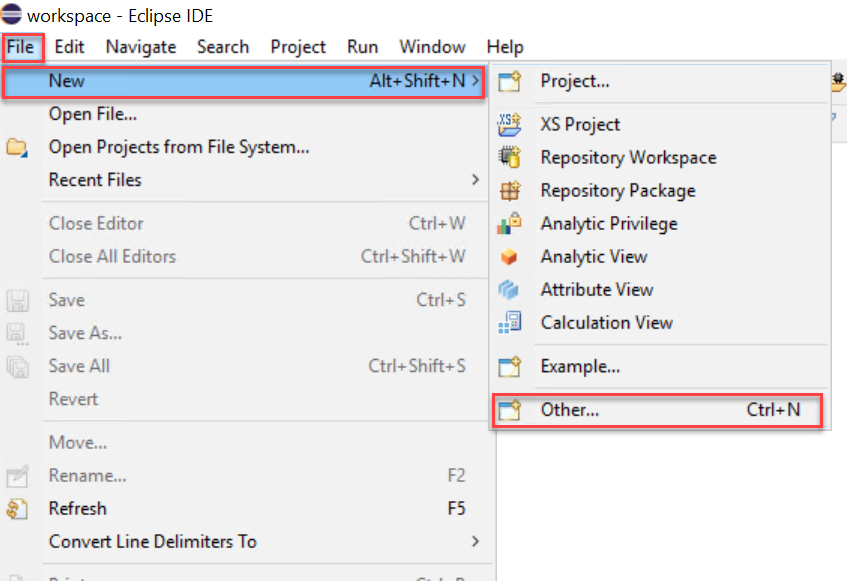 workspace - Eclipse IDE
File Edit Navigate Search Project Run Window Help
New Alt+Shift+N
Open File...
Open Projects from File System...
Recent Files
Close Editor Ctrl+W
Close All Editors Ctrl+Shift+W
Save Ctrl+S
Save As...
Save All Ctrl+Shift+S
Revert
Move...
Rename... F2
Refresh F5
Convert Line Delimiters To
Project...
XS Project
Repository Workspace
Repository Package
Analytic Privilege
Analytic View
Attribute View
Calculation View
Example...
Other... Ctrl+N